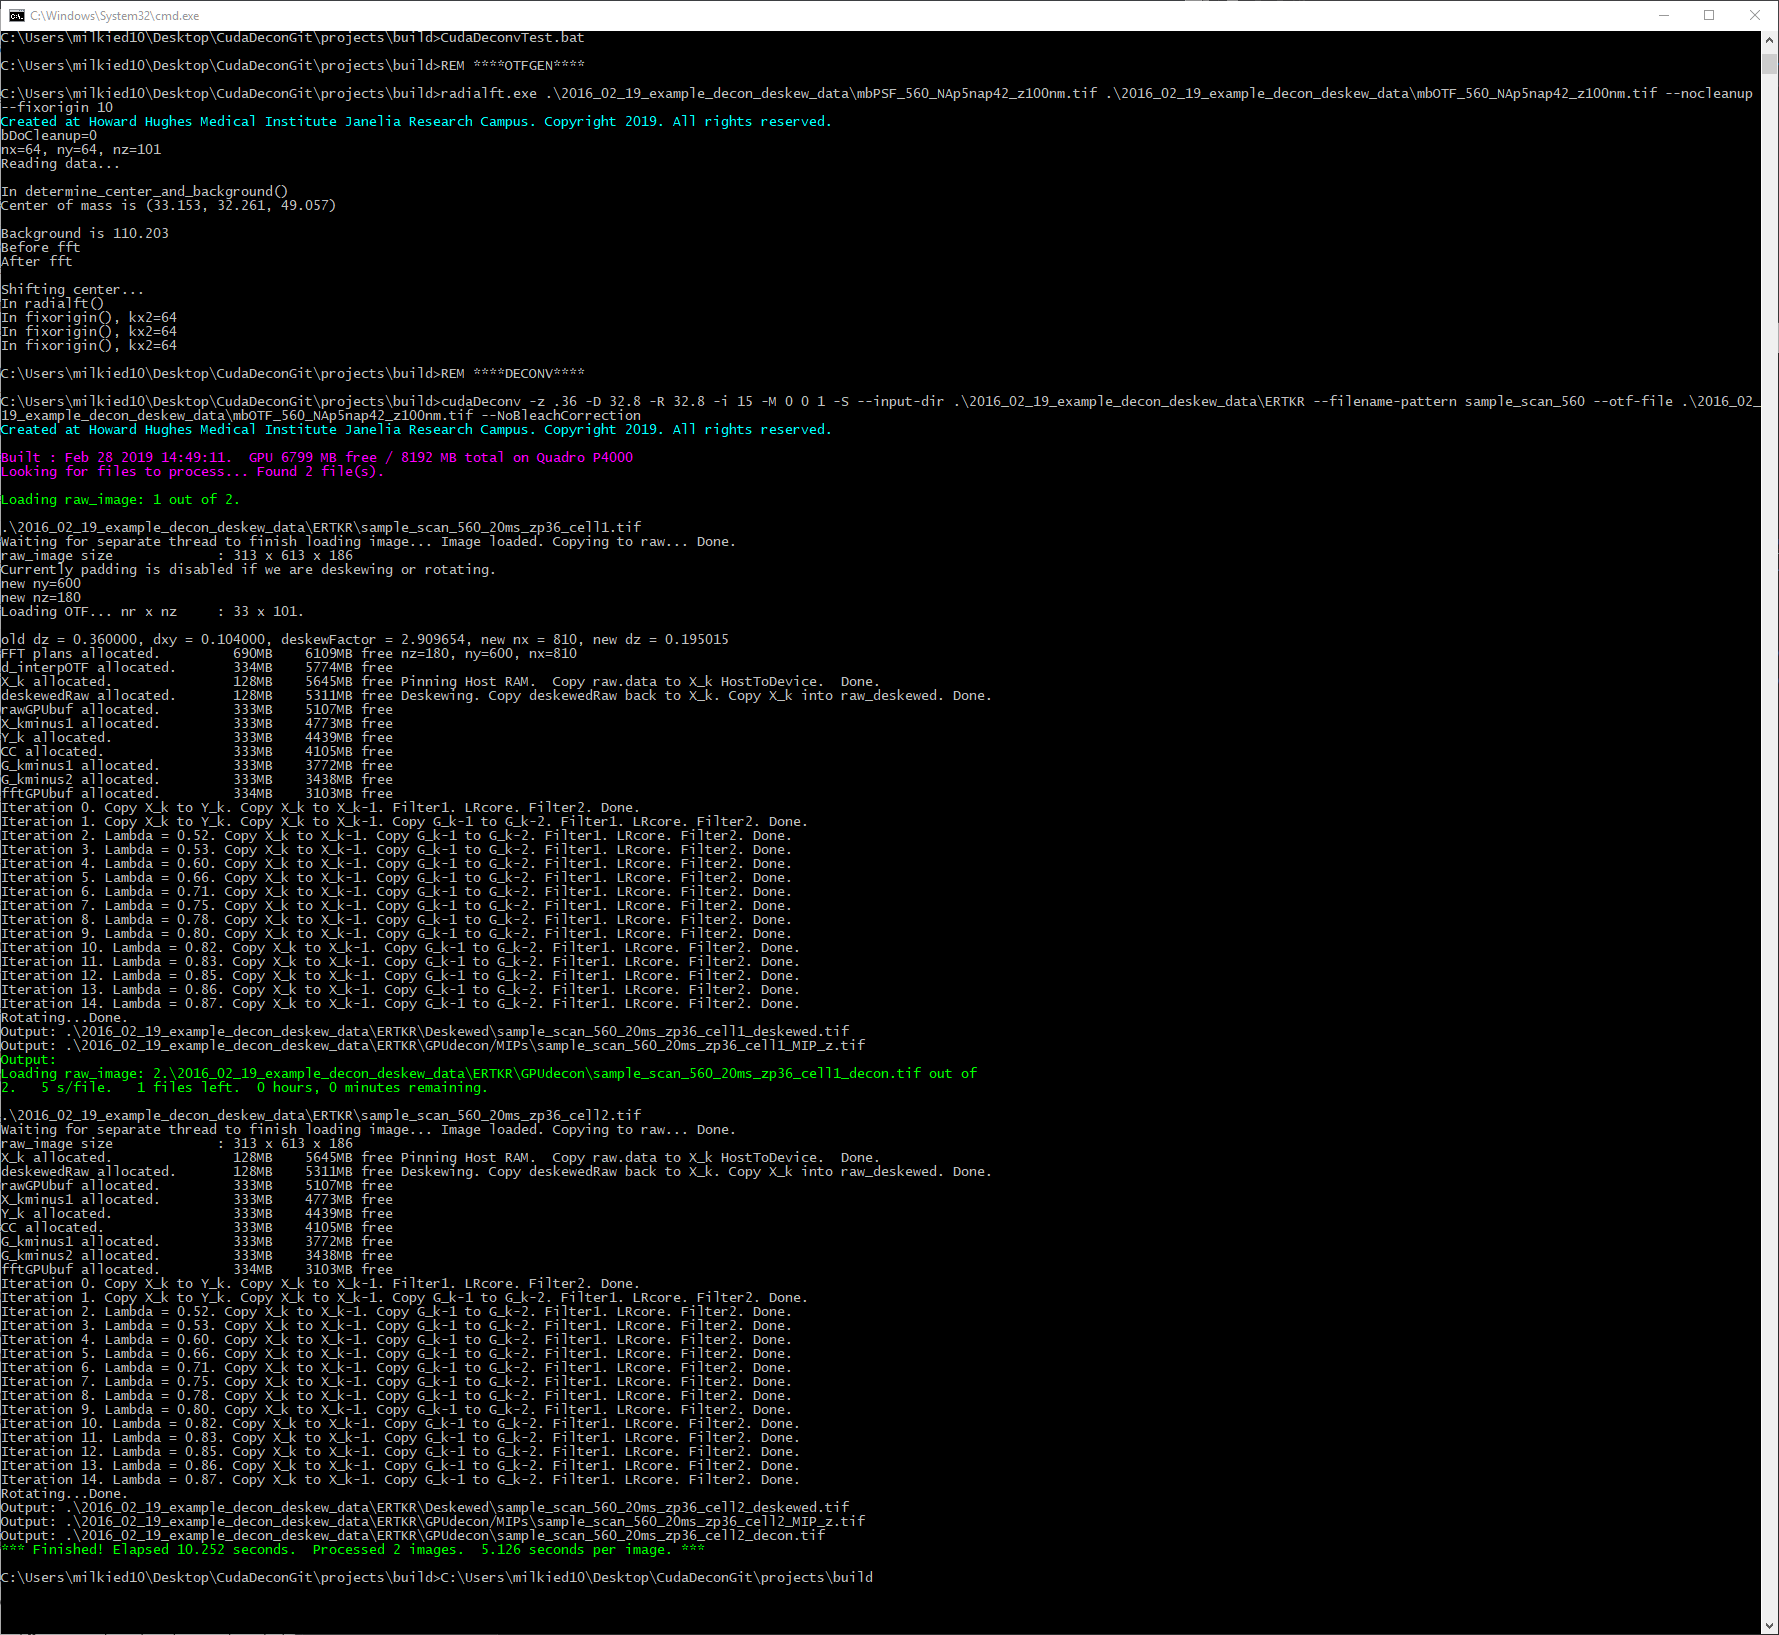 C:\Windows\System32\cmd.exe
C:\Users\milkied10\Desktop\CudaDeconGit\projects\build>CudaDeconvTest.bat
C:\Users\milkied10\Desktop\CudaDeconGit\projects\build>REM ****OTFGEN****
C:\Users\milkied10\Desktop\CudaDeconGit\projects\build>radialft.exe .\2016_02_19_example_decon_deskew_data\mbPSF_560_NAp5nap42_z100nm.tif .\2016_02_19_example_decon_deskew_data\mbOTF_560_NAp5nap42_z100nm.tif --nocleanup
--fixorigin 10
Created at Howard Hughes Medical Institute Janelia Research Campus. Copyright 2019. All rights reserved.
bDoCleanup=0
nx=64, ny=64, nz=101
Reading data...
In determine_center_and_background()
Center of mass is (33.153, 32.261, 49.057)
Background is 110.203
Before fft
After fft
Shifting center...
In radialft()
In fixorigin(), kx2=64
In fixorigin(), kx2=64
In fixorigin(), kx2=64
C:\Users\milkied10\Desktop\CudaDeconGit\projects\build>REM ****DECONV****
C:\Users\milkied10\Desktop\CudaDeconGit\projects\build>cudaDeconv -z .36 -D 32.8 -R 32.8 -i 15 -M 0 0 1 -S --input-dir .\2016_02_19_example_decon_deskew_data\ERTKR --filename-pattern sample_scan_560 --otf-file .\2016_02_
19_example_decon_deskew_data\mbOTF_560_NAp5nap42_z100nm.tif --NoBleachCorrection
Created at Howard Hughes Medical Institute Janelia Research Campus. Copyright 2019. All rights reserved.
Built : Feb 28 2019 14:49:11.  GPU 6799 MB free / 8192 MB total on Quadro P4000
Looking for files to process... Found 2 file(s).
Loading raw_image: 1 out of 2.
.\2016_02_19_example_decon_deskew_data\ERTKR\sample_scan_560_20ms_zp36_cell1.tif
Waiting for separate thread to finish loading image... Image loaded. Copying to raw... Done.
raw_image size             : 313 x 613 x 186
Currently padding is disabled if we are deskewing or rotating.
new ny=600
new nz=180
Loading OTF... nr x nz     : 33 x 101.
old dz = 0.360000, dxy = 0.104000, deskewFactor = 2.909654, new nx = 810, new dz = 0.195015
FFT plans allocated.         690MB    6109MB free nz=180, ny=600, nx=810
d_interpOTF allocated.       334MB    5774MB free
X_k allocated.               128MB    5645MB free Pinning Host RAM.  Copy raw.data to X_k HostToDevice.  Done.
deskewedRaw allocated.       128MB    5311MB free Deskewing. Copy deskewedRaw back to X_k. Copy X_k into raw_deskewed. Done.
rawGPUbuf allocated.         333MB    5107MB free
X_kminus1 allocated.         333MB    4773MB free
Y_k allocated.               333MB    4439MB free
CC allocated.                333MB    4105MB free
G_kminus1 allocated.         333MB    3772MB free
G_kminus2 allocated.         333MB    3438MB free
fftGPUbuf allocated.         334MB    3103MB free
Iteration 0. Copy X_k to Y_k. Copy X_k to X_k-1. Filter1. LRcore. Filter2. Done.
Iteration 1. Copy X_k to Y_k. Copy X_k to X_k-1. Copy G_k-1 to G_k-2. Filter1. LRcore. Filter2. Done.
Iteration 2. Lambda = 0.52. Copy X_k to X_k-1. Copy G_k-1 to G_k-2. Filter1. LRcore. Filter2. Done.
Iteration 3. Lambda = 0.53. Copy X_k to X_k-1. Copy G_k-1 to G_k-2. Filter1. LRcore. Filter2. Done.
Iteration 4. Lambda = 0.60. Copy X_k to X_k-1. Copy G_k-1 to G_k-2. Filter1. LRcore. Filter2. Done.
Iteration 5. Lambda = 0.66. Copy X_k to X_k-1. Copy G_k-1 to G_k-2. Filter1. LRcore. Filter2. Done.
Iteration 6. Lambda = 0.71. Copy X_k to X_k-1. Copy G_k-1 to G_k-2. Filter1. LRcore. Filter2. Done.
Iteration 7. Lambda = 0.75. Copy X_k to X_k-1. Copy G_k-1 to G_k-2. Filter1. LRcore. Filter2. Done.
Iteration 8. Lambda = 0.78. Copy X_k to X_k-1. Copy G_k-1 to G_k-2. Filter1. LRcore. Filter2. Done.
Iteration 9. Lambda = 0.80. Copy X_k to X_k-1. Copy G_k-1 to G_k-2. Filter1. LRcore. Filter2. Done.
Iteration 10. Lambda = 0.82. Copy X_k to X_k-1. Copy G_k-1 to G_k-2. Filter1. LRcore. Filter2. Done.
Iteration 11. Lambda = 0.83. Copy X_k to X_k-1. Copy G_k-1 to G_k-2. Filter1. LRcore. Filter2. Done.
Iteration 12. Lambda = 0.85. Copy X_k to X_k-1. Copy G_k-1 to G_k-2. Filter1. LRcore. Filter2. Done.
Iteration 13. Lambda = 0.86. Copy X_k to X_k-1. Copy G_k-1 to G_k-2. Filter1. LRcore. Filter2. Done.
Iteration 14. Lambda = 0.87. Copy X_k to X_k-1. Copy G_k-1 to G_k-2. Filter1. LRcore. Filter2. Done.
Rotating...Done.
Output: .\2016_02_19_example_decon_deskew_data\ERTKR\Deskewed\sample_scan_560_20ms_zp36_cell1_deskewed.tif
Output: .\2016_02_19_example_decon_deskew_data\ERTKR\GPUdecon/MIPs\sample_scan_560_20ms_zp36_cell1_MIP_z.tif
Output:
Loading raw_image: 2.\2016_02_19_example_decon_deskew_data\ERTKR\GPUdecon\sample_scan_560_20ms_zp36_cell1_decon.tif out of
2.   5 s/file.   1 files left.  0 hours, 0 minutes remaining.
.\2016_02_19_example_decon_deskew_data\ERTKR\sample_scan_560_20ms_zp36_cell2.tif
Waiting for separate thread to finish loading image... Image loaded. Copying to raw... Done.
raw_image size             : 313 x 613 x 186
X_k allocated.               128MB    5645MB free Pinning Host RAM.  Copy raw.data to X_k HostToDevice.  Done.
deskewedRaw allocated.       128MB    5311MB free Deskewing. Copy deskewedRaw back to X_k. Copy X_k into raw_deskewed. Done.
rawGPUbuf allocated.         333MB    5107MB free
X_kminus1 allocated.         333MB    4773MB free
Y_k allocated.               333MB    4439MB free
CC allocated.                333MB    4105MB free
G_kminus1 allocated.         333MB    3772MB free
G_kminus2 allocated.         333MB    3438MB free
fftGPUbuf allocated.         334MB    3103MB free
Iteration 0. Copy X_k to Y_k. Copy X_k to X_k-1. Filter1. LRcore. Filter2. Done.
Iteration 1. Copy X_k to Y_k. Copy X_k to X_k-1. Copy G_k-1 to G_k-2. Filter1. LRcore. Filter2. Done.
Iteration 2. Lambda = 0.52. Copy X_k to X_k-1. Copy G_k-1 to G_k-2. Filter1. LRcore. Filter2. Done.
Iteration 3. Lambda = 0.53. Copy X_k to X_k-1. Copy G_k-1 to G_k-2. Filter1. LRcore. Filter2. Done.
Iteration 4. Lambda = 0.60. Copy X_k to X_k-1. Copy G_k-1 to G_k-2. Filter1. LRcore. Filter2. Done.
Iteration 5. Lambda = 0.66. Copy X_k to X_k-1. Copy G_k-1 to G_k-2. Filter1. LRcore. Filter2. Done.
Iteration 6. Lambda = 0.71. Copy X_k to X_k-1. Copy G_k-1 to G_k-2. Filter1. LRcore. Filter2. Done.
Iteration 7. Lambda = 0.75. Copy X_k to X_k-1. Copy G_k-1 to G_k-2. Filter1. LRcore. Filter2. Done.
Iteration 8. Lambda = 0.78. Copy X_k to X_k-1. Copy G_k-1 to G_k-2. Filter1. LRcore. Filter2. Done.
Iteration 9. Lambda = 0.80. Copy X_k to X_k-1. Copy G_k-1 to G_k-2. Filter1. LRcore. Filter2. Done.
Iteration 10. Lambda = 0.82. Copy X_k to X_k-1. Copy G_k-1 to G_k-2. Filter1. LRcore. Filter2. Done.
Iteration 11. Lambda = 0.83. Copy X_k to X_k-1. Copy G_k-1 to G_k-2. Filter1. LRcore. Filter2. Done.
Iteration 12. Lambda = 0.85. Copy X_k to X_k-1. Copy G_k-1 to G_k-2. Filter1. LRcore. Filter2. Done.
Iteration 13. Lambda = 0.86. Copy X_k to X_k-1. Copy G_k-1 to G_k-2. Filter1. LRcore. Filter2. Done.
Iteration 14. Lambda = 0.87. Copy X_k to X_k-1. Copy G_k-1 to G_k-2. Filter1. LRcore. Filter2. Done.
Rotating...Done.
Output: .\2016_02_19_example_decon_deskew_data\ERTKR\Deskewed\sample_scan_560_20ms_zp36_cell2_deskewed.tif
Output: .\2016_02_19_example_decon_deskew_data\ERTKR\GPUdecon/MIPs\sample_scan_560_20ms_zp36_cell2_MIP_z.tif
Output: .\2016_02_19_example_decon_deskew_data\ERTKR\GPUdecon\sample_scan_560_20ms_zp36_cell2_decon.tif
*** Finished! Elapsed 10.252 seconds.  Processed 2 images.  5.126 seconds per image. ***
C:\Users\milkied10\Desktop\CudaDeconGit\projects\build>C:\Users\milkied10\Desktop\CudaDeconGit\projects\build